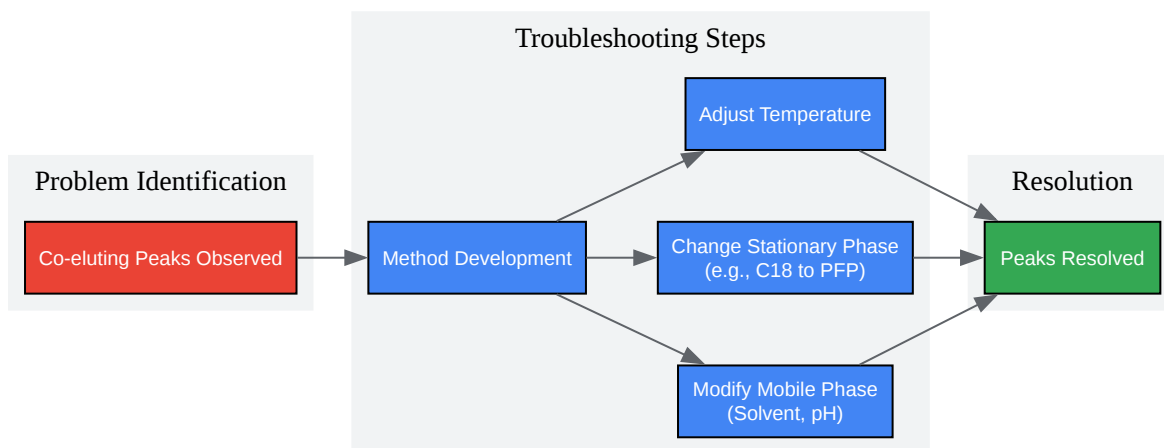 Troubleshooting Steps
Problem Identification
Resolution
Co-eluting Peaks Observed
Method Development
Adjust Temperature
Change Stationary Phase
(e.g., C18 to PFP)
Modify Mobile Phase
(Solvent, pH)
Peaks Resolved